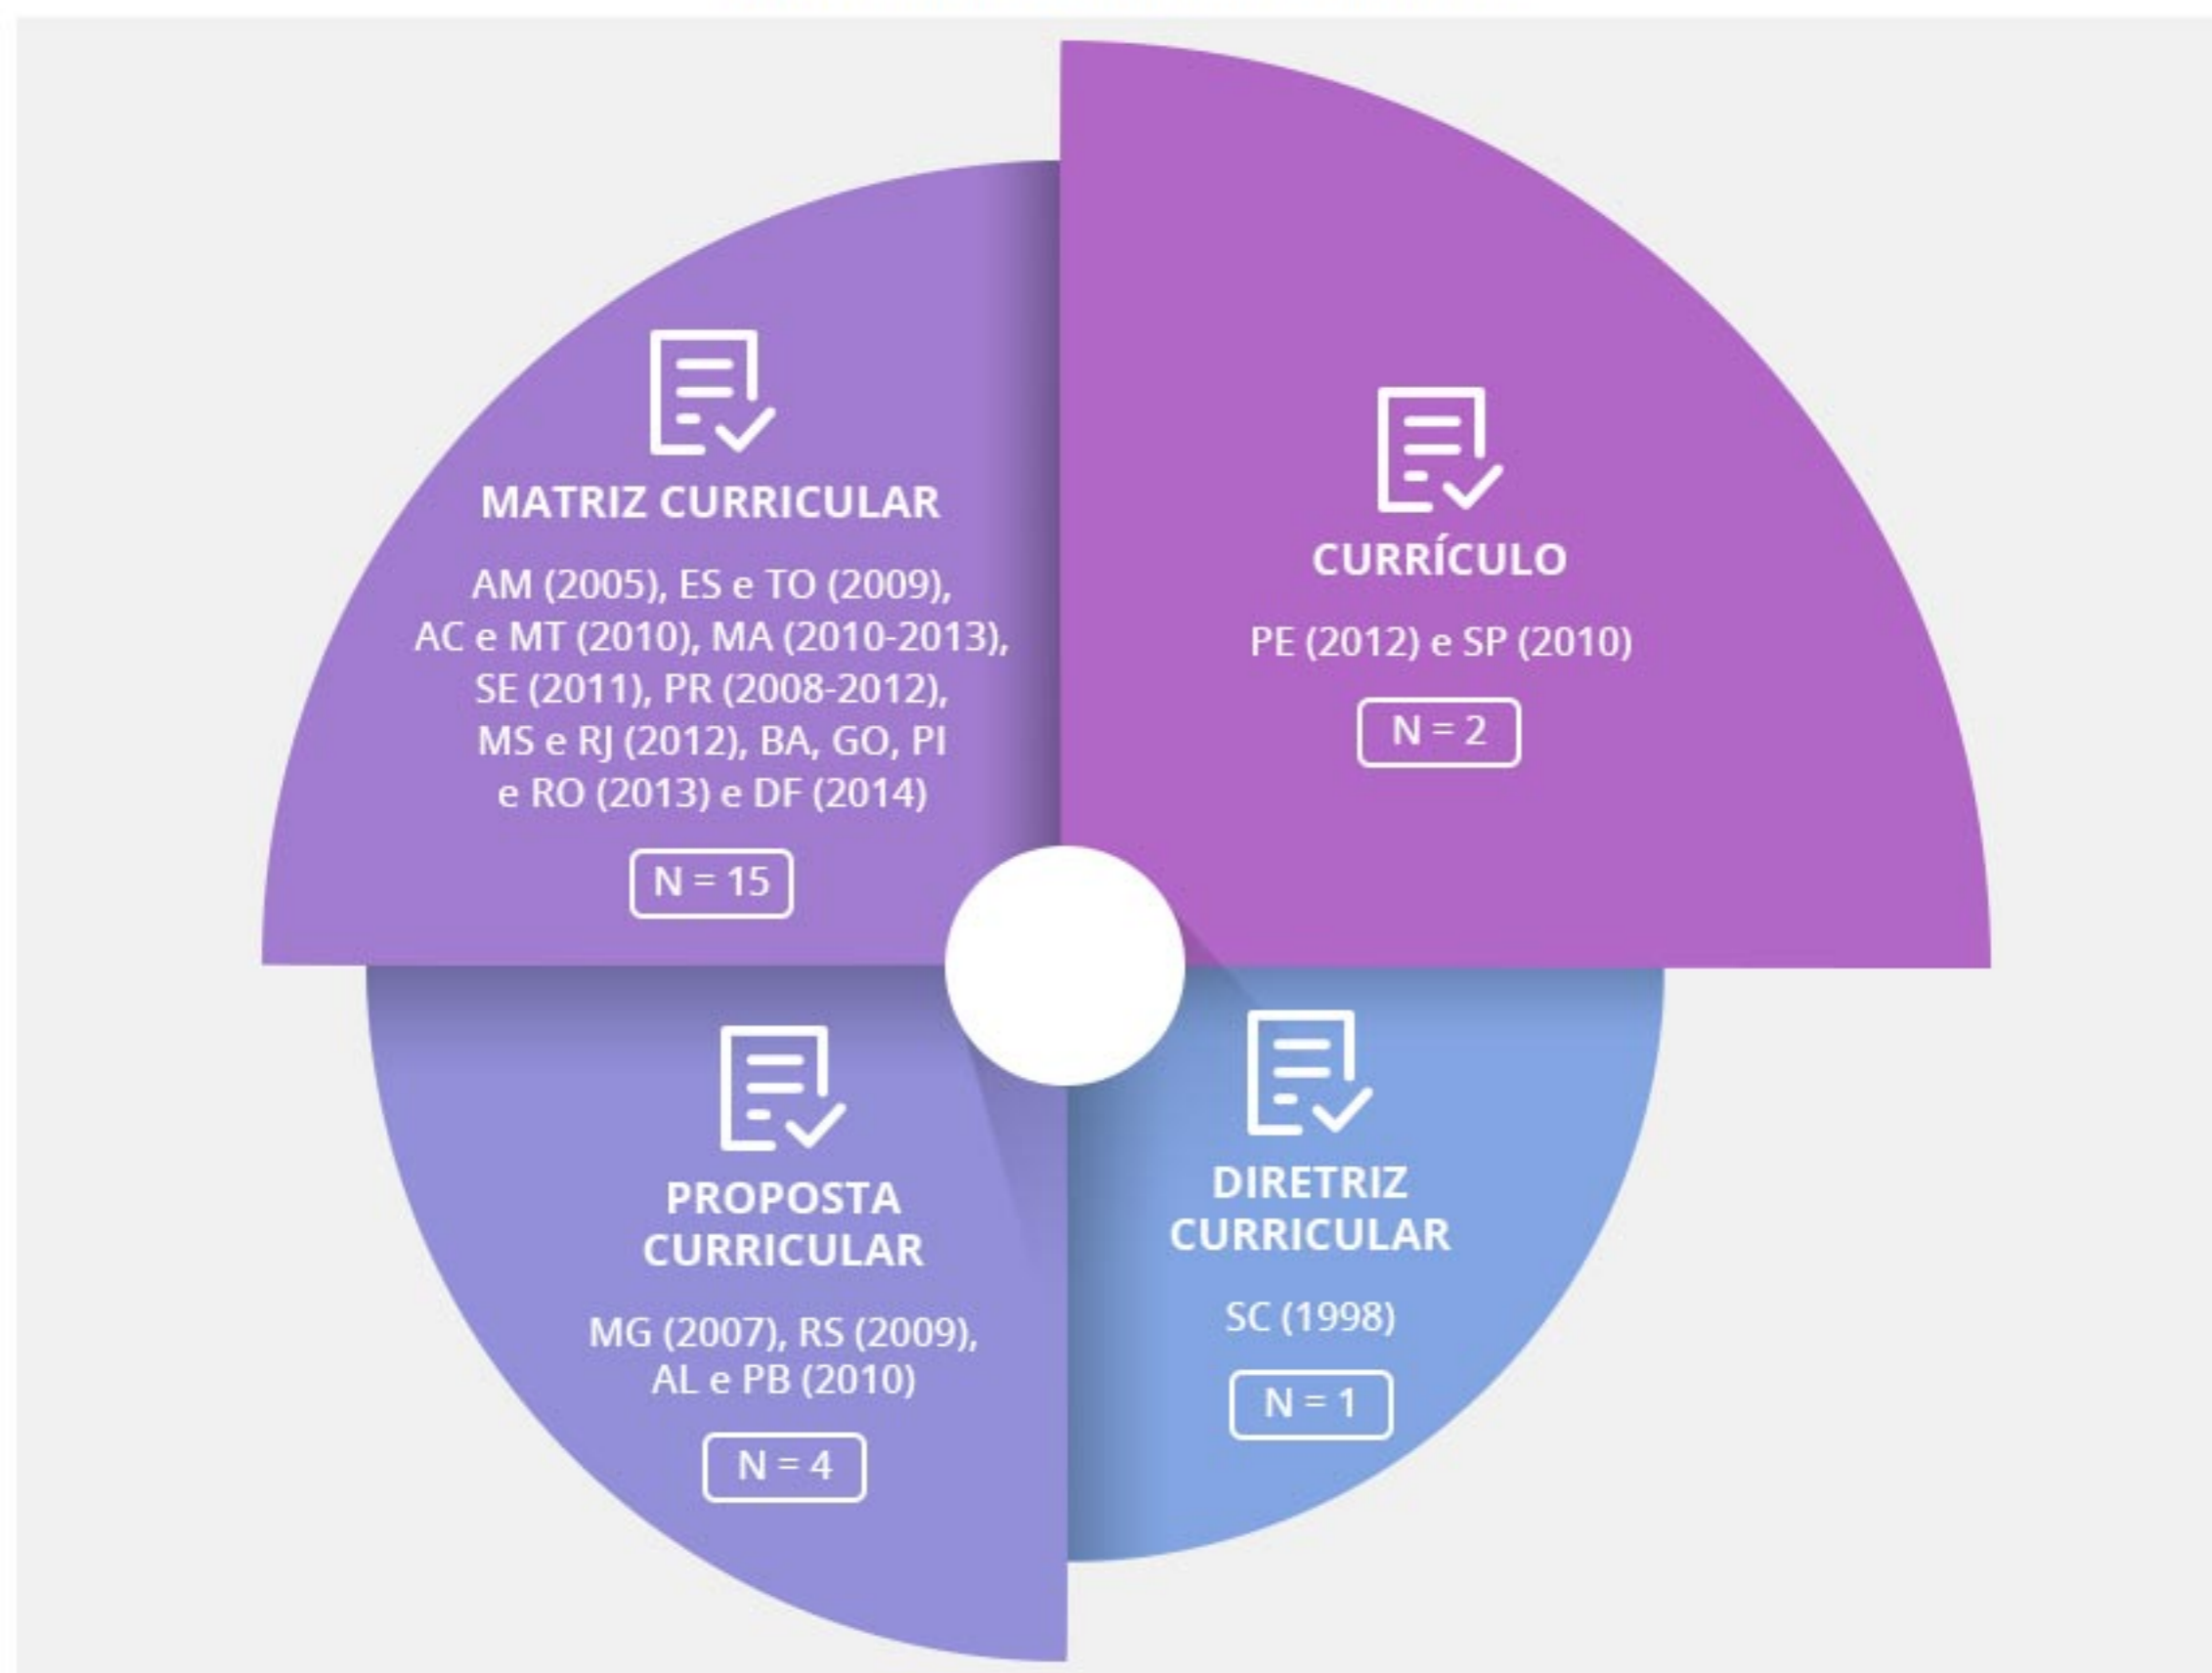 MATRIZ CURRICULAR
AM (2005), ES e TO (2009),
AC e MT (2010), MA (2010-2013),
SE (2011), PR (2008-2012),
MS e RJ (2012), BA, GO, PI
e RO (2013) e DF (2014)
N = 15
CURRÍCULO
PE (2012) e SP (2010)
N = 2
PROPOSTA
CURRICULAR
MG (2007), RS (2009),
AL e PB (2010)
N = 4
DIRETRIZ
CURRICULAR
SC (1998)
N = 1